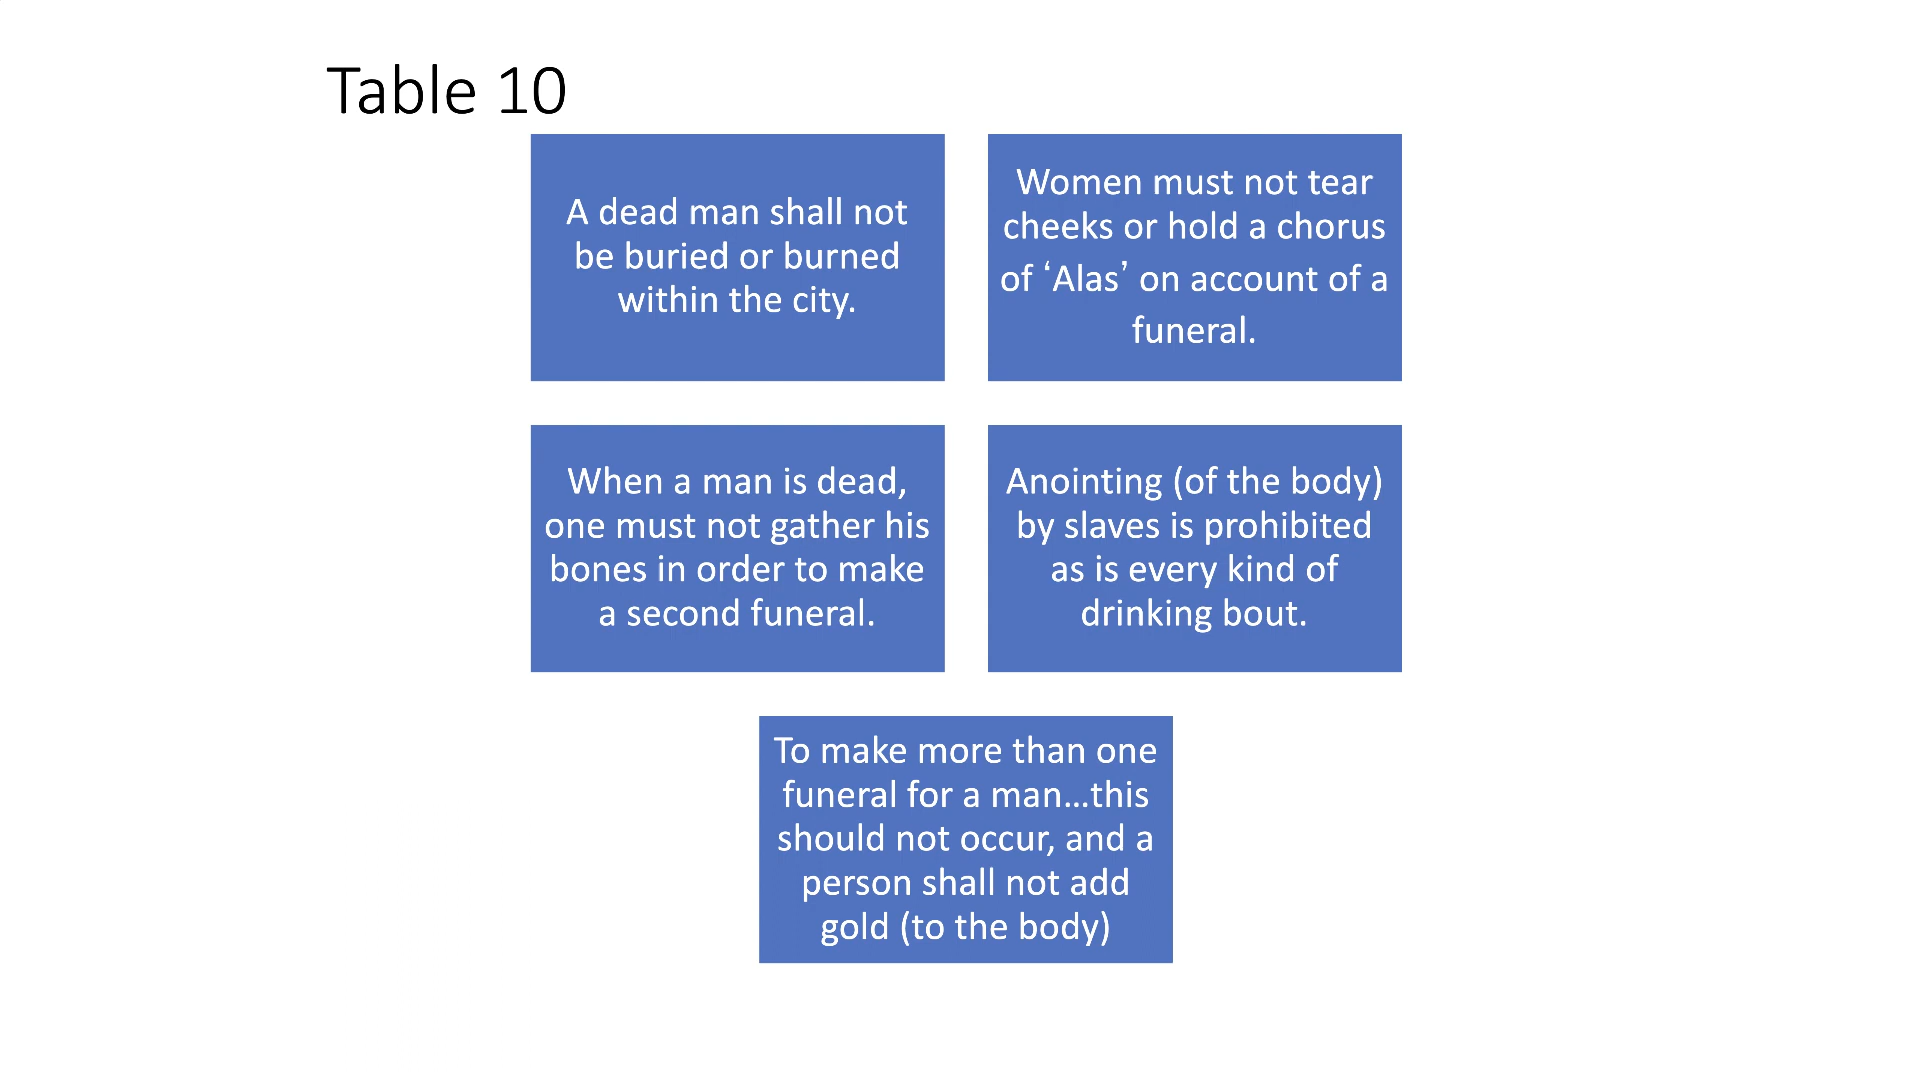 Table 10
A dead man shall not
be buried or burned
within the city.
Women must not tear
cheeks or hold a chorus
of ‘Alas’ on account of a
funeral.
When a man is dead,
one must not gather his
bones in order to make
a second funeral.
Anointing (of the body)
by slaves is prohibited
as is every kind of
drinking bout.
To make more than one
funeral for a man…this
should not occur, and a
person shall not add
gold (to the body)